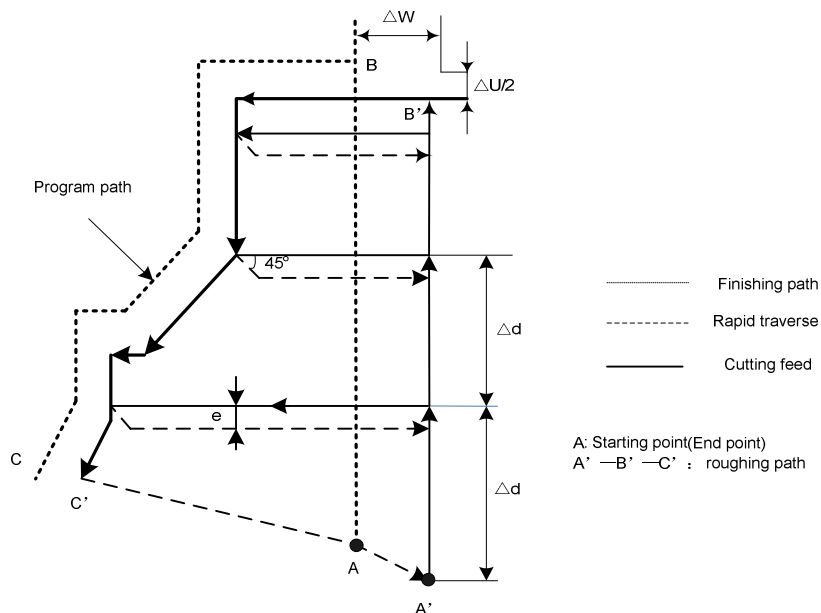 △W
B
△U/2
B’
Program path
45°
Finishing path
△d
Rapid traverse
Cutting feed
e
A: Starting point(End point)
A’ —B’ —C’ : roughing path
C
△d
C’
A
A’